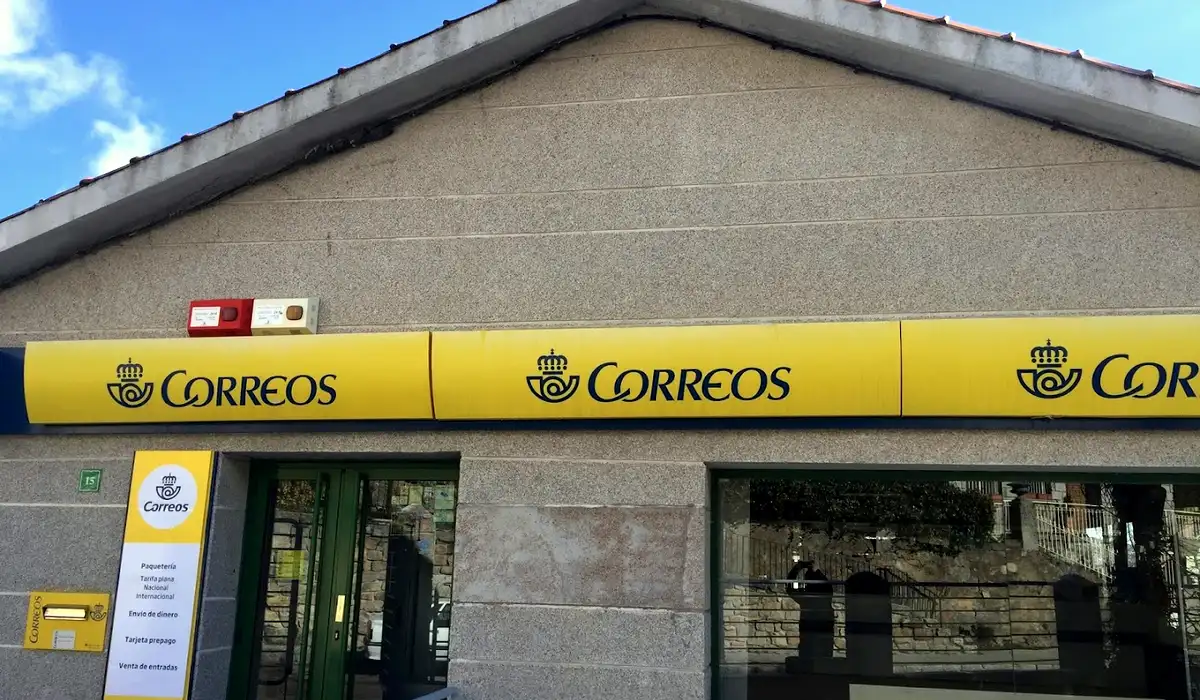 CORREOS
CORREOS
COR
15
Correos
Paquetería
Tarifa plana
Nacional
Internacional
Envío de dinero
Tarjeta prepago
Venta de entradas
CORREOS